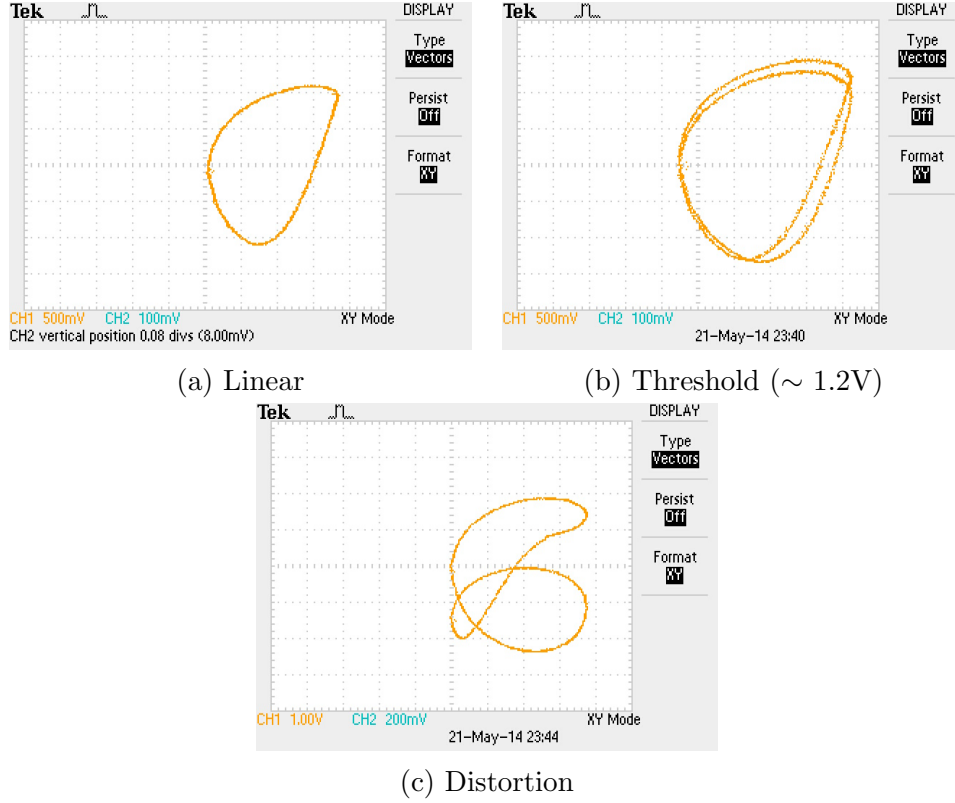 Tek
DISPLAY
Type
Vectors
Persist
Off
Format
XY
CH1 500mV CH2 100mV XY Mode
CH2 vertical position 0.08 divs (8.00mV)
(a) Linear
Tek
DISPLAY
Type
Vectors
Persist
Off
Format
XY
CH1 500mV CH2 100mV XY Mode
21-May-14 23:40
(b) Threshold (∼ 1.2V)
Tek
DISPLAY
Type
Vectors
Persist
Off
Format
XY
CH1 1.00V CH2 200mV XY Mode
21-May-14 23:44
(c) Distortion